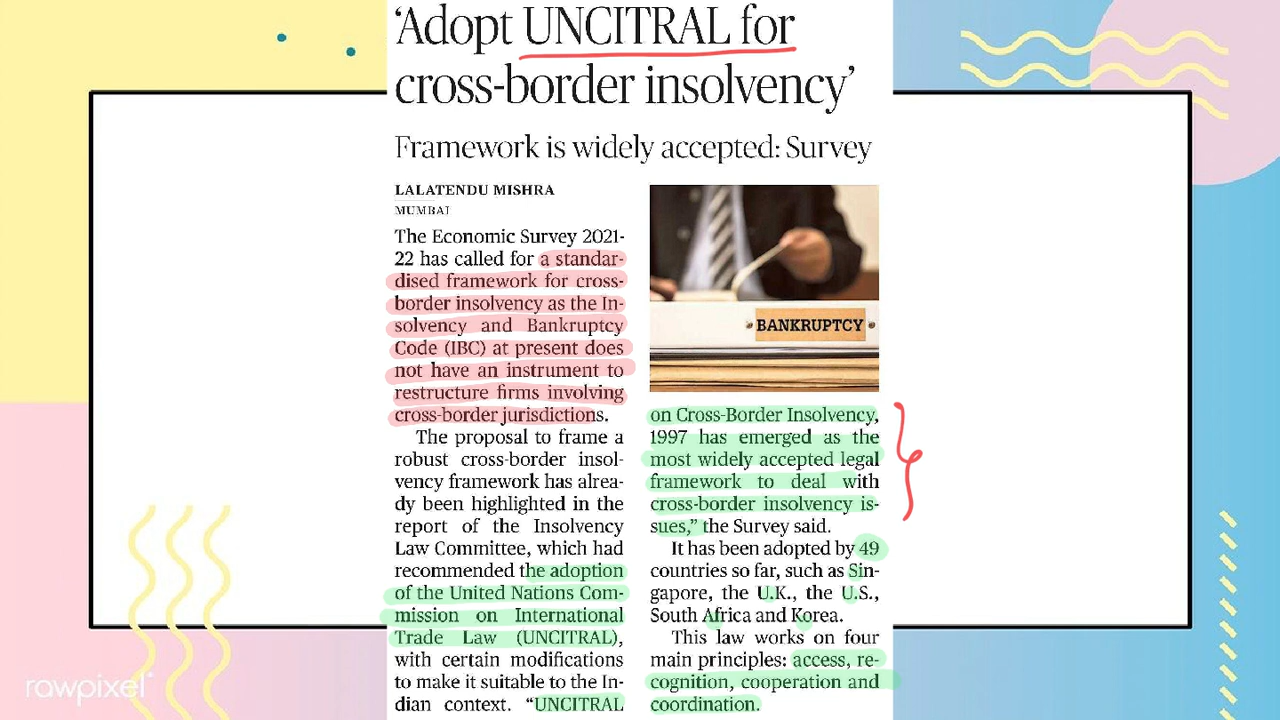 ‘Adopt UNCITRAL for
cross-border insolvency’
Framework is widely accepted: Survey
LALATENDU MISHRA
MUMBAI
The Economic Survey 2021-
22 has called for a standar-
dised framework for cross-
border insolvency as the In-
solvency and Bankruptcy
Code (IBC) at present does
not have an instrument to
restructure firms involving
cross-border jurisdictions.
The proposal to frame a
robust cross-border insol-
vency framework has alrea-
dy been highlighted in the
report of the Insolvency
Law Committee, which had
recommended the adoption
of the United Nations Com-
mission on International
Trade Law (UNCITRAL),
with certain modifications
to make it suitable to the In-
dian context. “UNCITRAL
BANKRUPTCY
on Cross-Border Insolvency,
1997 has emerged as the
most widely accepted legal
framework to deal with
cross-border insolvency is-
sues,” the Survey said.
It has been adopted by 49
countries so far, such as Sin-
gapore, the U.K., the U.S.,
South Africa and Korea.
This law works on four
main principles: access, re-
cognition, cooperation and
coordination.
rawpixel